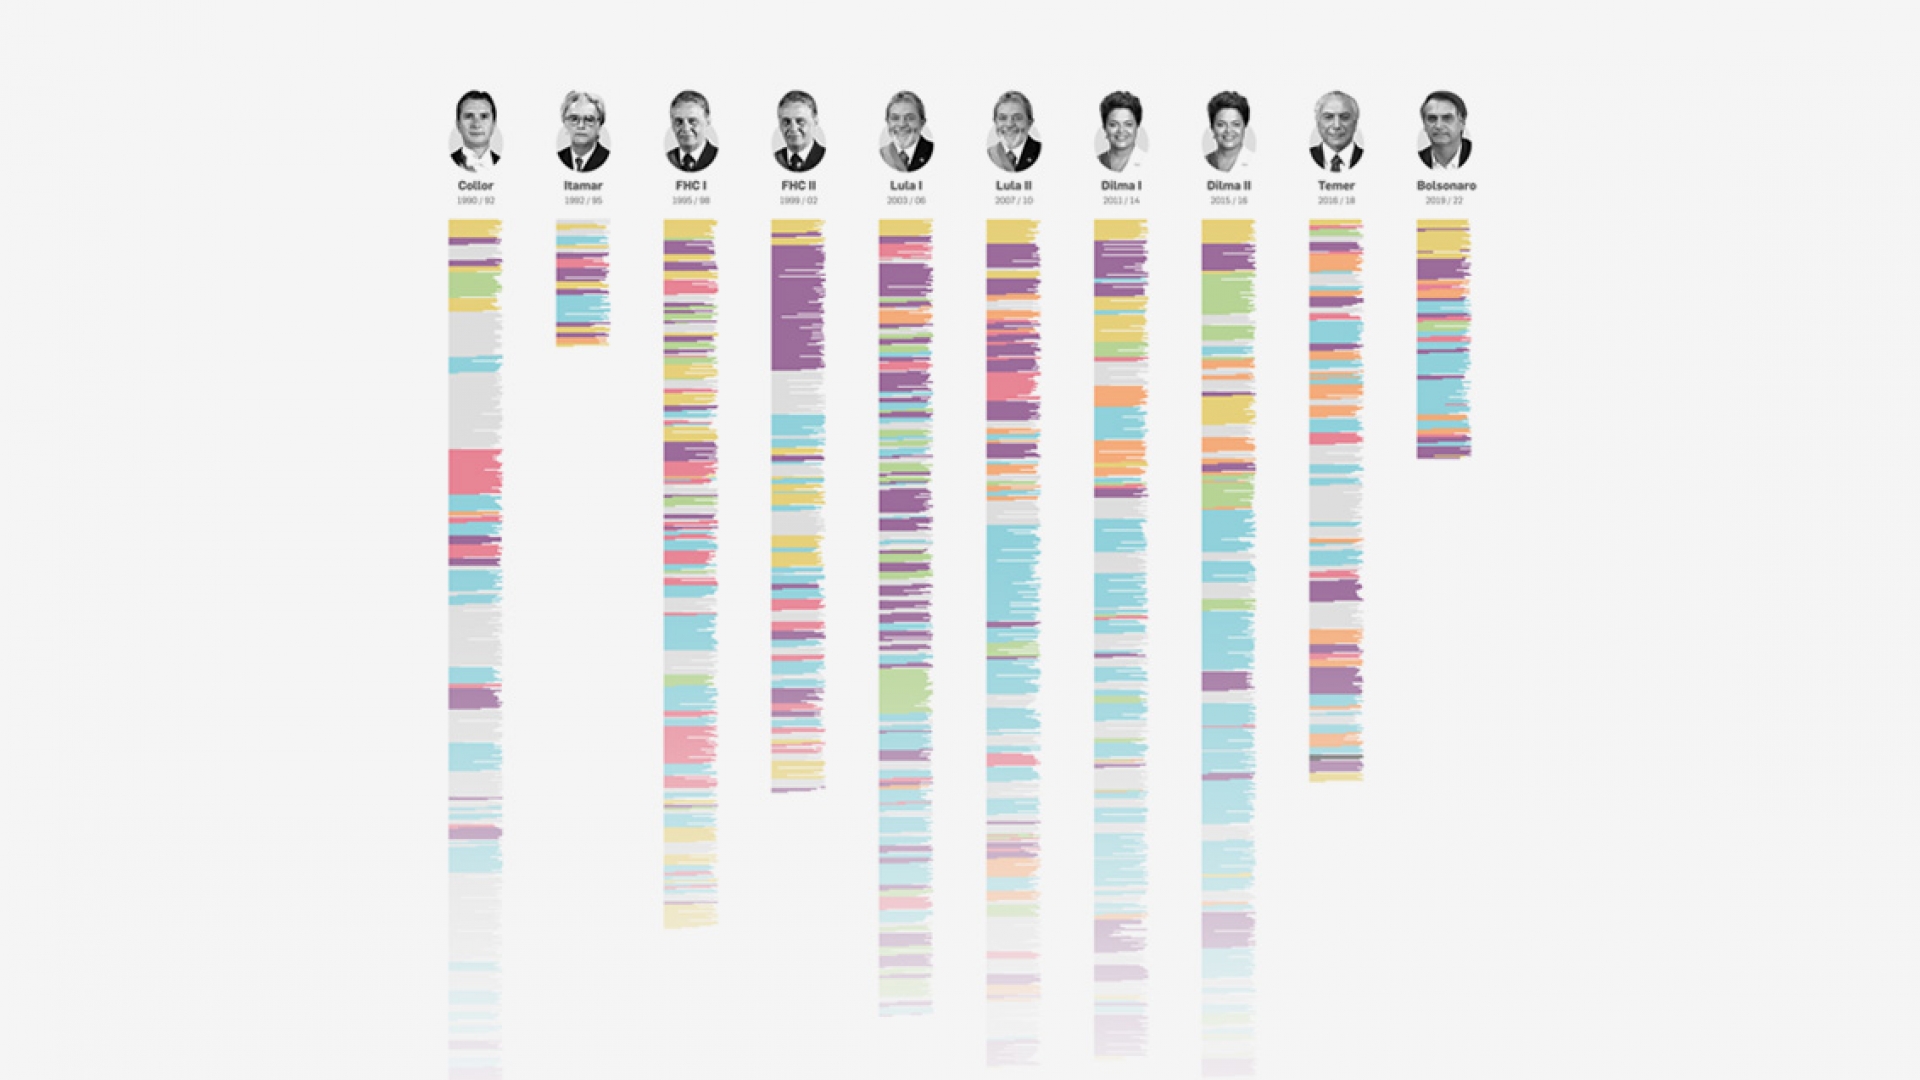 Collor Itamar FHC I FHC II Lula I Lula II Dilma I Dilma II Temer Bolsonaro
1990 / 92 1992 / 95 1995 / 98 1999 / 02 2003 / 06 2007 / 10 2011 / 14 2015 / 16 2016 / 18 2019 / 22